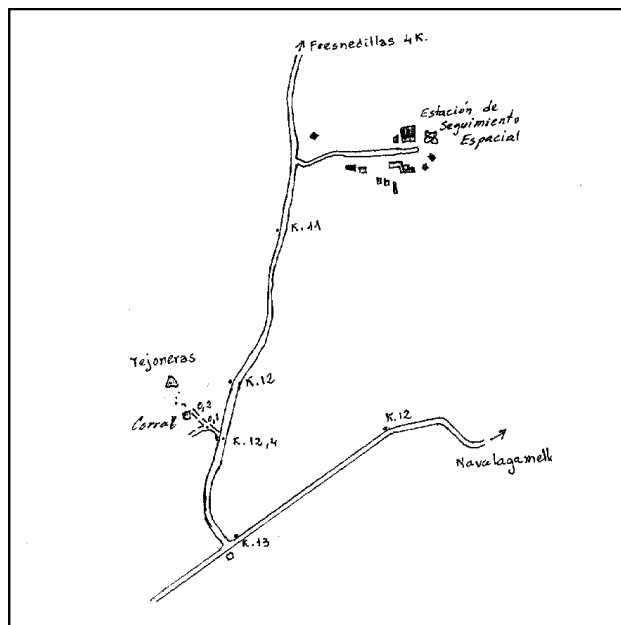 Fresnedillas 4K.
Estación de
Seguimiento
Espacial
K.11
Tejoneras
K.12
0,2
0,1
Corral
K.12,4
K.12
Navalagamella
K.13